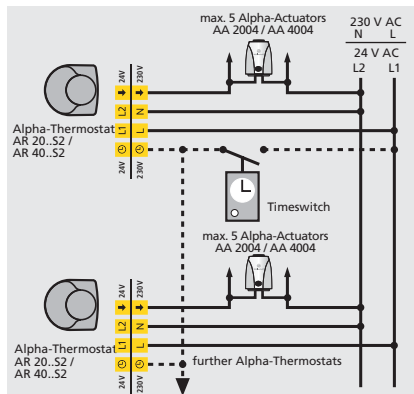 max. 5 Alpha-Actuators
AA 2004 / AA 4004
230 V AC
N L
24 V AC
L2 L1
24V 230V
L2 N
L1 L
24V 230V
Alpha-Thermostat
AR 20..S2 /
AR 40..S2
Timeswitch
max. 5 Alpha-Actuators
AA 2004 / AA 4004
24V 230V
L2 N
L1 L
24V 230V
Alpha-Thermostat
AR 20..S2 /
AR 40..S2
further Alpha-Thermostats